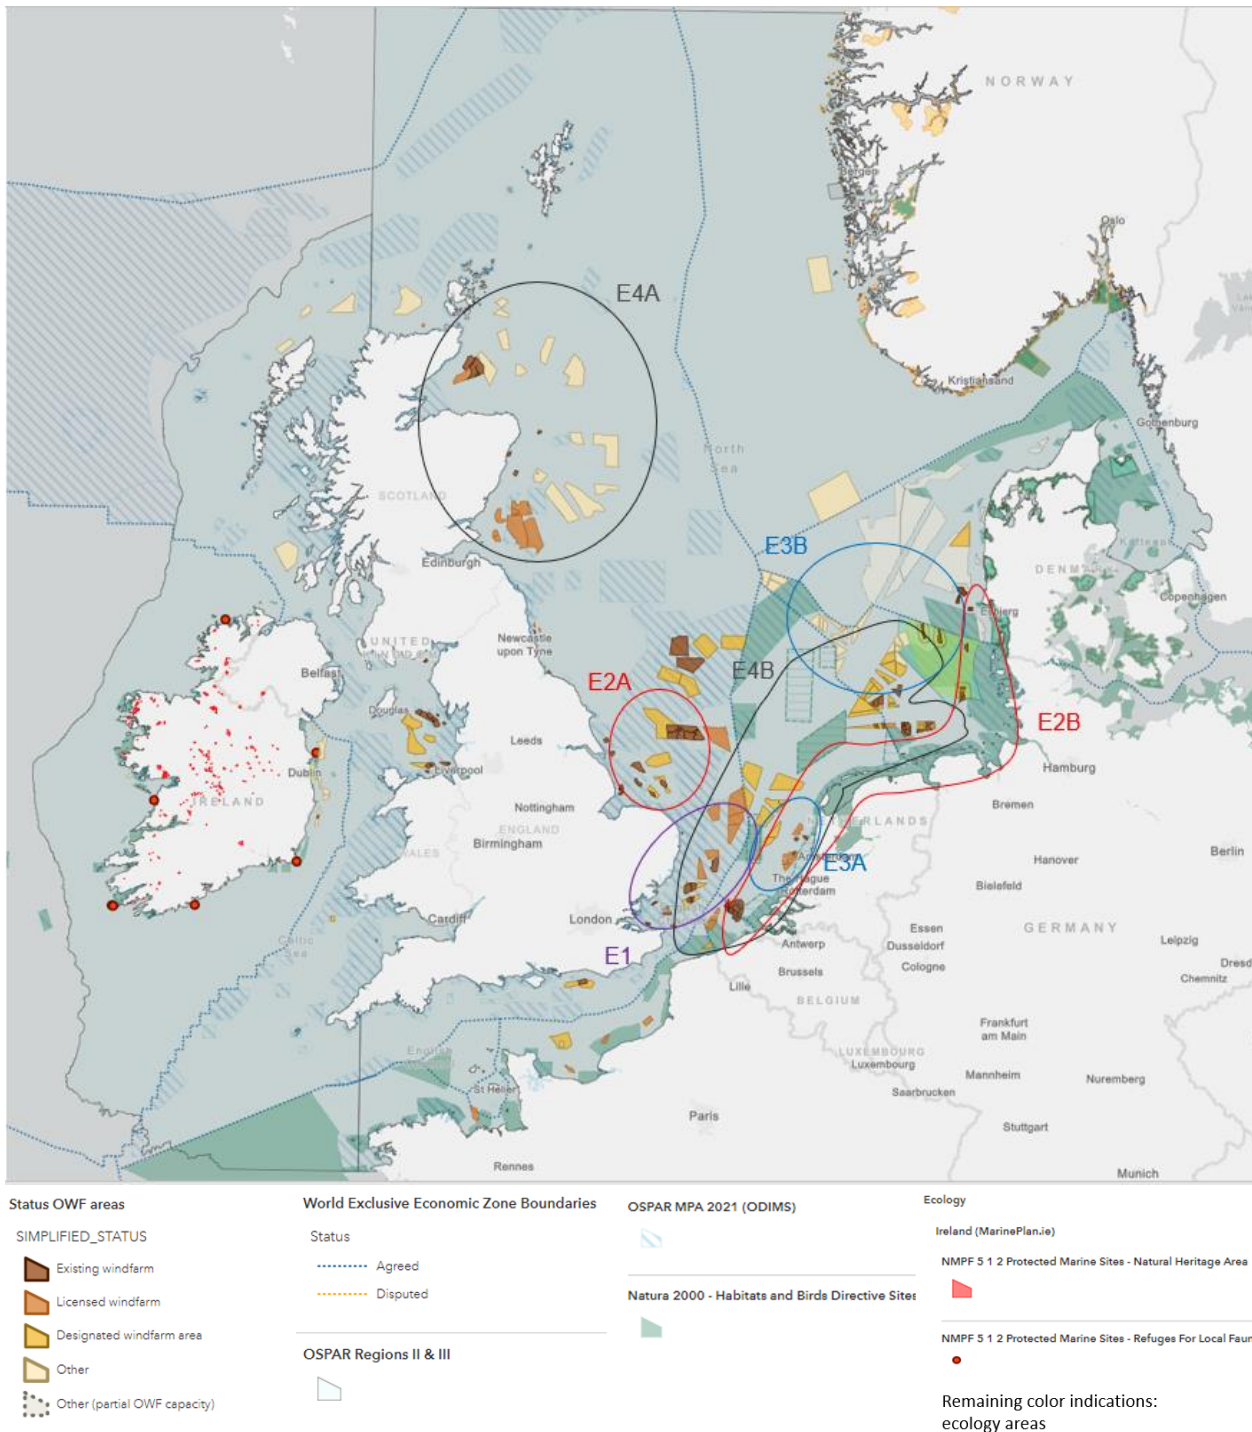 NORWAY
Bergen
Oslo
E4A
Kristiansand
Gothenburg
North
Sea
SCOTLAND
E3B
Edinburgh
DENMARK
Copenhagen
Esbjerg
UNITED
Newcastle
upon Tyne
Belfast
E4B
E2A
Douglas
E2B
Leeds
Dublin
Liverpool
Hamburg
IRELAND
Nottingham
Bremen
ENGLAND
NETHERLANDS
Birmingham
Berlin
WALES
Amsterdam
Hanover
E3A
The Hague
Rotterdam
Bielefeld
Cardiff
London
Essen
GERMANY
Celtic
Sea
Antwerp
Dusseldorf
Leipzig
E1
Brussels
Cologne
Dresd
Lille
Chemnitz
BELGIUM
Frankfurt
am Main
English
LUXEMBOURG
Luxembourg
Mannheim
Nuremberg
St Helier
Saarbrucken
Paris
Stuttgart
Rennes
Munich
Status OWF areas
SIMPLIFIED_STATUS
Existing windfarm
Licensed windfarm
Designated windfarm area
Other
Other (partial OWF capacity)
World Exclusive Economic Zone Boundaries
Status
Agreed
Disputed
OSPAR Regions II & III
OSPAR MPA 2021 (ODIMS)
Natura 2000 - Habitats and Birds Directive Sites
Ecology
Ireland (MarinePlan.ie)
NMPF 5 1 2 Protected Marine Sites - Natural Heritage Area
NMPF 5 1 2 Protected Marine Sites - Refuges For Local Faun
Remaining color indications:
ecology areas